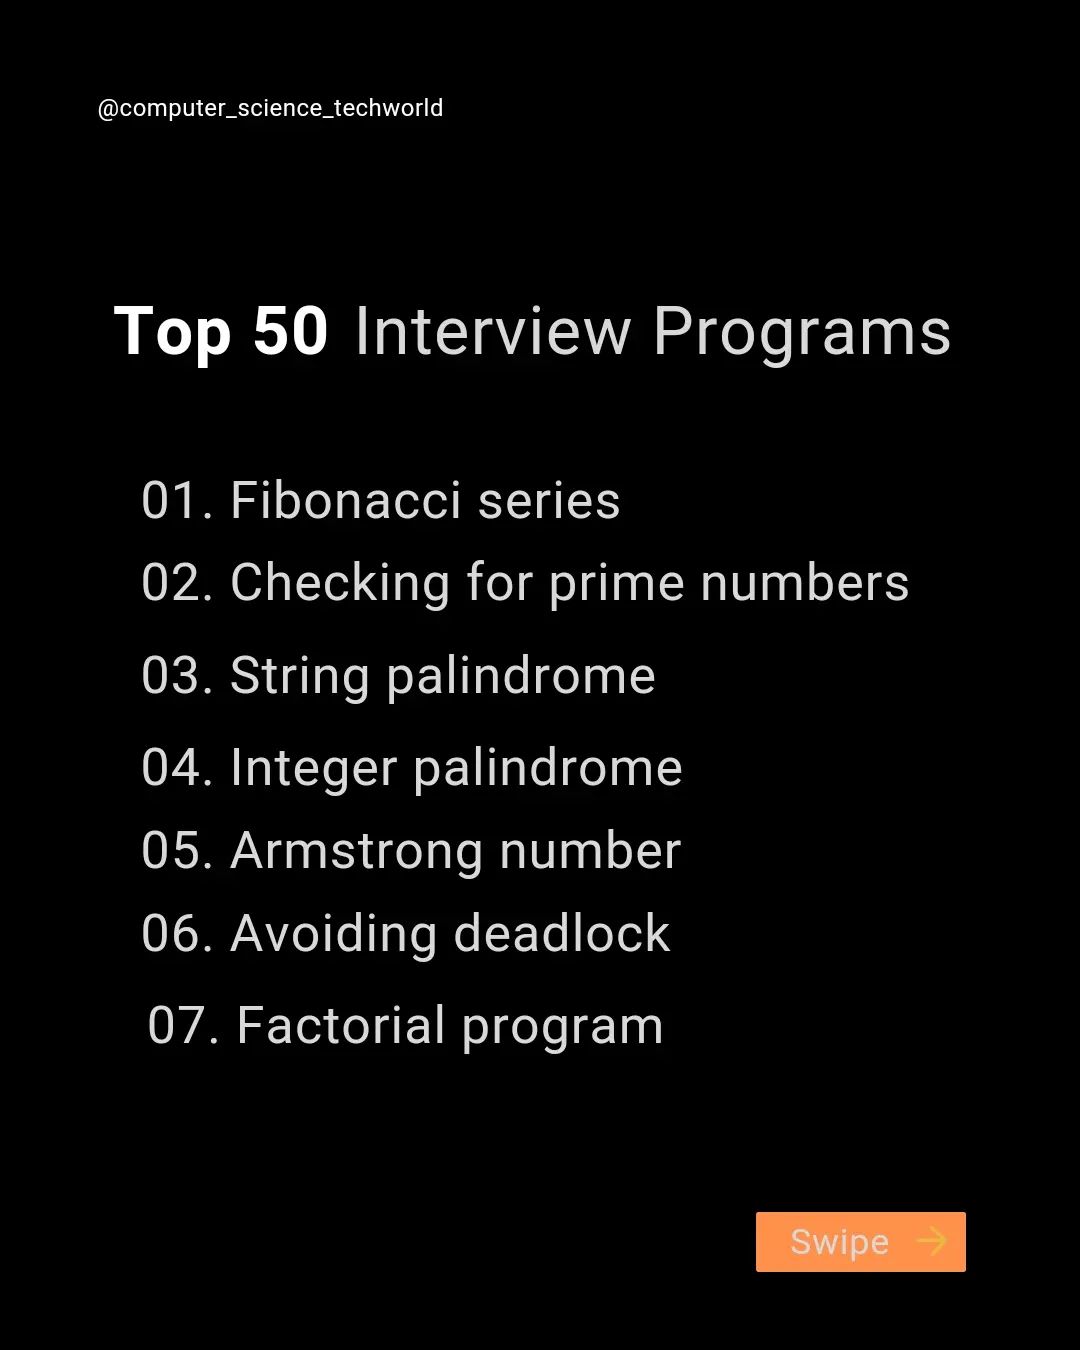 @computer_science_techworld
Top 50 Interview Programs
01. Fibonacci series
02. Checking for prime numbers
03. String palindrome
04. Integer palindrome
05. Armstrong number
06. Avoiding deadlock
07. Factorial program
Swipe →